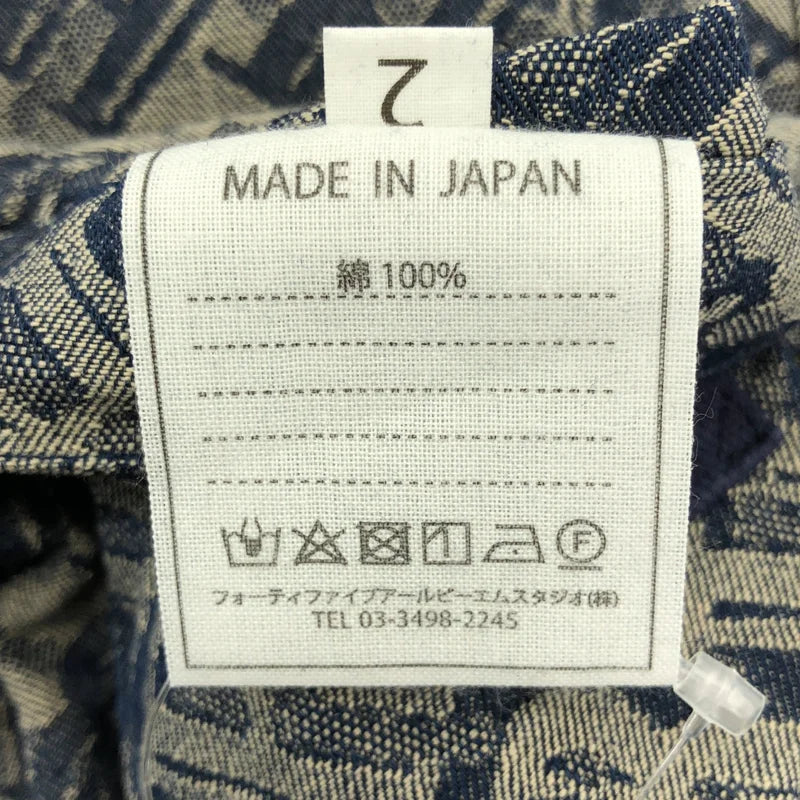 2
MADE IN JAPAN
綿 100%
F
フォーティファイブアールピーエムスタジオ(株)
TEL 03-3498-2245